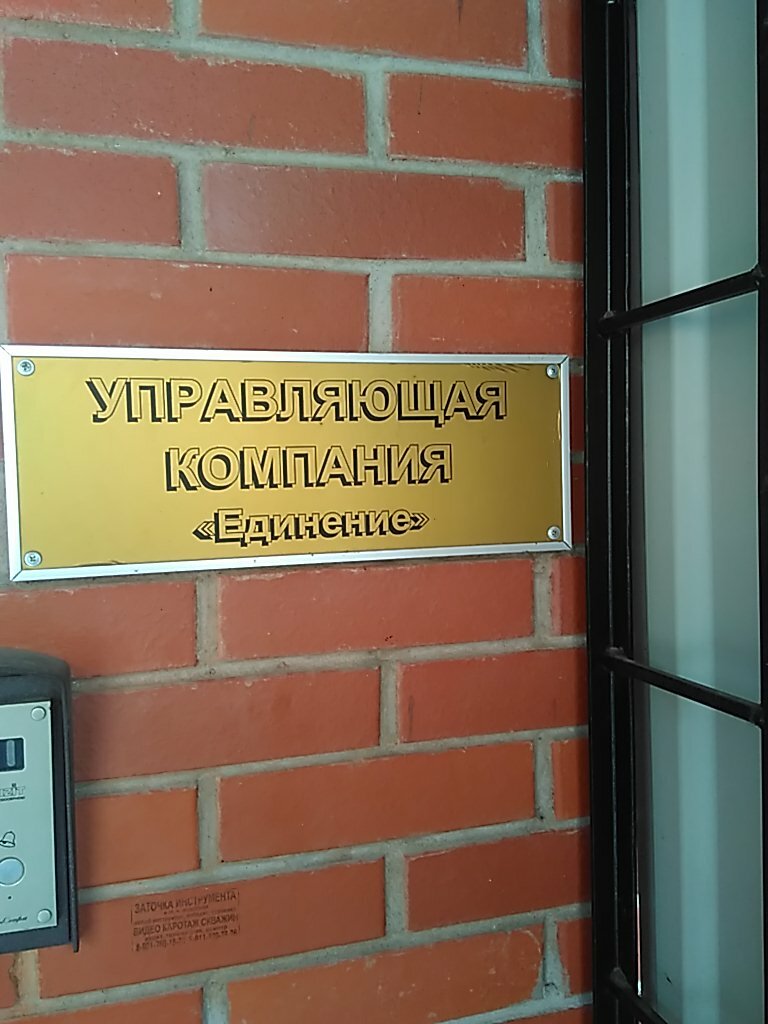 УПРАВЛЯЮЩАЯ
КОМПАНИЯ
«Единение»
ЗАТОЧКА ИНСТРУМЕНТА
ВИДЕО КАРОТАЖ СКВАЖИН